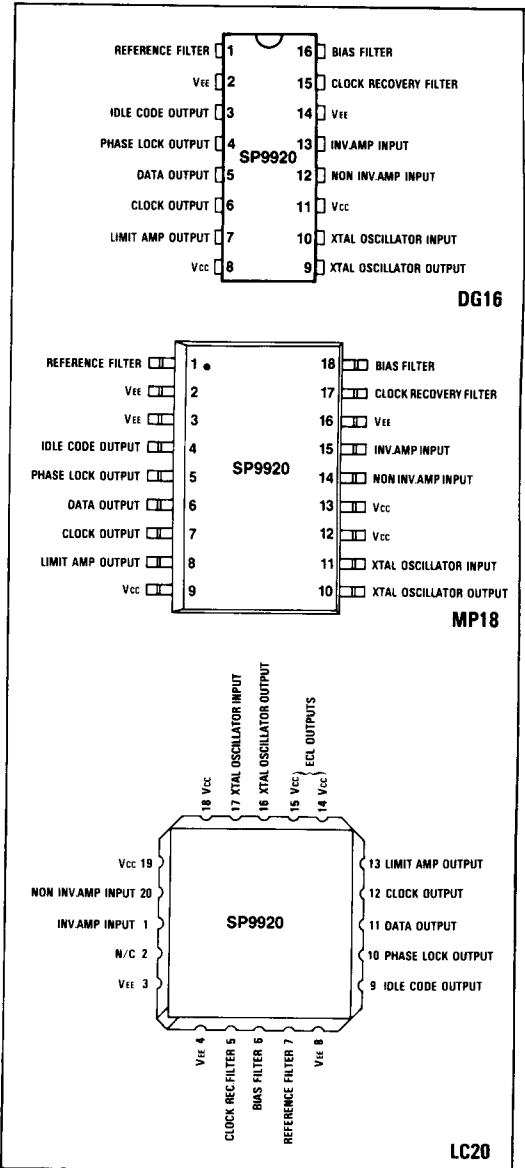 REFERENCE FILTER 1 16 BIAS FILTER
VEE 2 15 CLOCK RECOVERY FILTER
IDLE CODE OUTPUT 3 14 VEE
PHASE LOCK OUTPUT 4 13 INV.AMP INPUT
SP9920
DATA OUTPUT 5 12 NON INV.AMP INPUT
CLOCK OUTPUT 6 11 VCC
LIMIT AMP OUTPUT 7 10 XTAL OSCILLATOR INPUT
VCC 8 9 XTAL OSCILLATOR OUTPUT
DG16
REFERENCE FILTER 1 18 BIAS FILTER
VEE 2 17 CLOCK RECOVERY FILTER
VEE 3 16 VEE
IDLE CODE OUTPUT 4 15 INV.AMP INPUT
SP9920
PHASE LOCK OUTPUT 5 14 NON INV.AMP INPUT
DATA OUTPUT 6 13 VCC
CLOCK OUTPUT 7 12 VCC
LIMIT AMP OUTPUT 8 11 XTAL OSCILLATOR INPUT
VCC 9 10 XTAL OSCILLATOR OUTPUT
MP18
18 VCC
17 XTAL OSCILLATOR INPUT
16 XTAL OSCILLATOR OUTPUT
15 VCC
14 VCC
ECL OUTPUTS
VCC 19
NON INV.AMP INPUT 20
INV.AMP INPUT 1
N/C 2
VEE 3
SP9920
13 LIMIT AMP OUTPUT
12 CLOCK OUTPUT
11 DATA OUTPUT
10 PHASE LOCK OUTPUT
9 IDLE CODE OUTPUT
VEE 4
CLOCK REC.FILTER 5
BIAS FILTER 6
REFERENCE FILTER 7
VEE 8
LC20